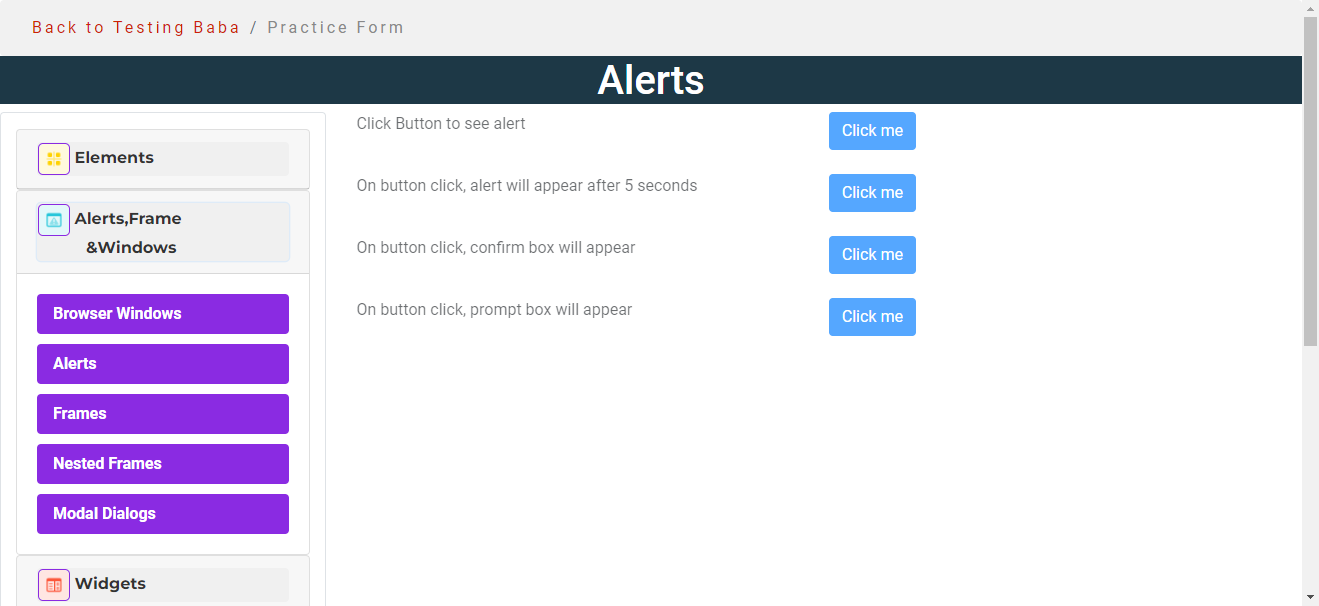 Back to Testing Baba / Practice Form
Alerts
Elements
Alerts,Frame
&Windows
Browser Windows
Alerts
Frames
Nested Frames
Modal Dialogs
Widgets
Click Button to see alert
Click me
On button click, alert will appear after 5 seconds
Click me
On button click, confirm box will appear
Click me
On button click, prompt box will appear
Click me